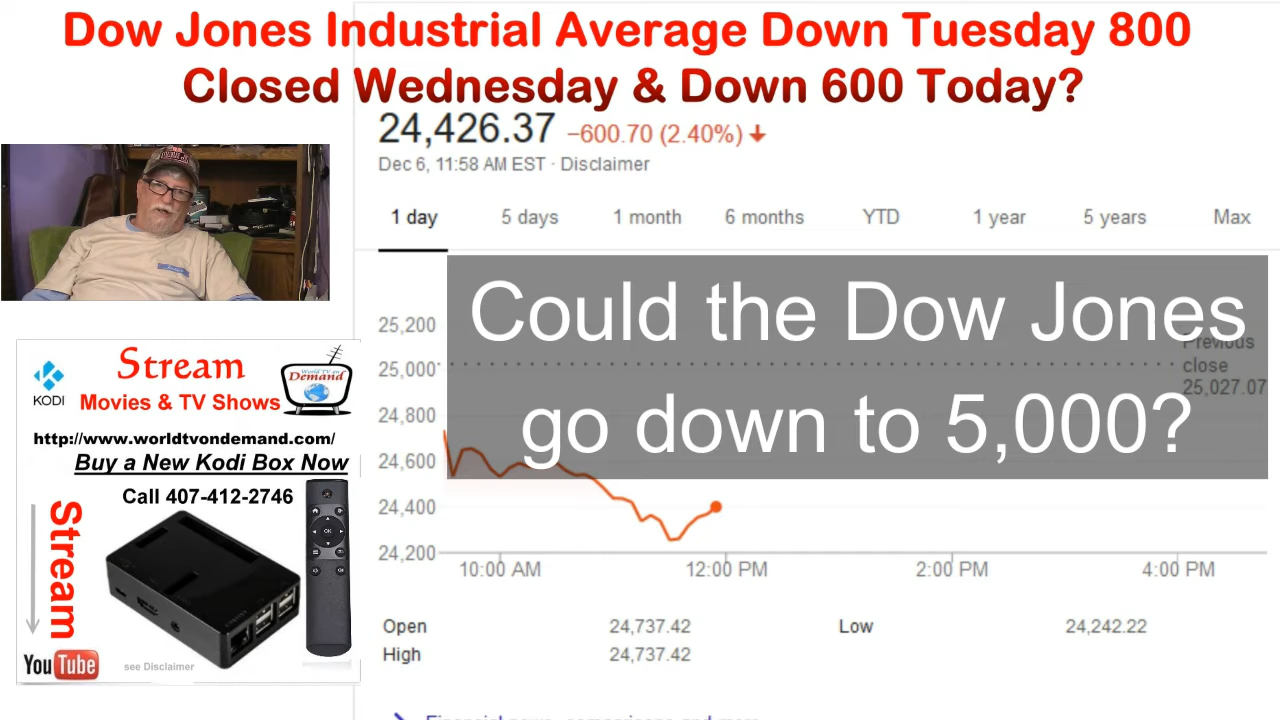 Dow Jones Industrial Average Down Tuesday 800
Closed Wednesday & Down 600 Today?
24,426.37 −600.70 (2.40%)
Dec 6, 11:58 AM EST · Disclaimer
1 day 5 days 1 month 6 months YTD 1 year 5 years Max
Could the Dow Jones
go down to 5,000?
25,200
25,000
24,800
24,600
24,400
24,200
Previous
close
25,027.07
10:00 AM 12:00 PM 2:00 PM 4:00 PM
Open 24,737.42 Low 24,242.22
High 24,737.42
KODI
Stream
Movies & TV Shows
World TV on
Demand
http://www.worldtvondemand.com/
Buy a New Kodi Box Now
Call 407-412-2746
Stream
OK
YouTube
see Disclaimer
Financial news, comparisons and more